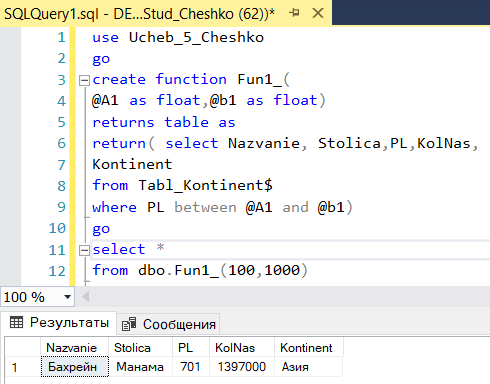 SQLQuery1.sql - DE...Stud_Cheshko (62))*
1 use Ucheb_5_Cheshko
2 go
3 create function Fun1_(
4 @A1 as float,@b1 as float)
5 returns table as
6 return( select Nazvanie, Stolica,PL,KolNas,
7 Kontinent
8 from Tabl_Kontinent$
9 where PL between @A1 and @b1)
10 go
11 select *
12 from dbo.Fun1_(100,1000)
100 %
Результаты Сообщения
Nazvanie Stolica PL KolNas Kontinent
1 Бахрейн Манама 701 1397000 Азия